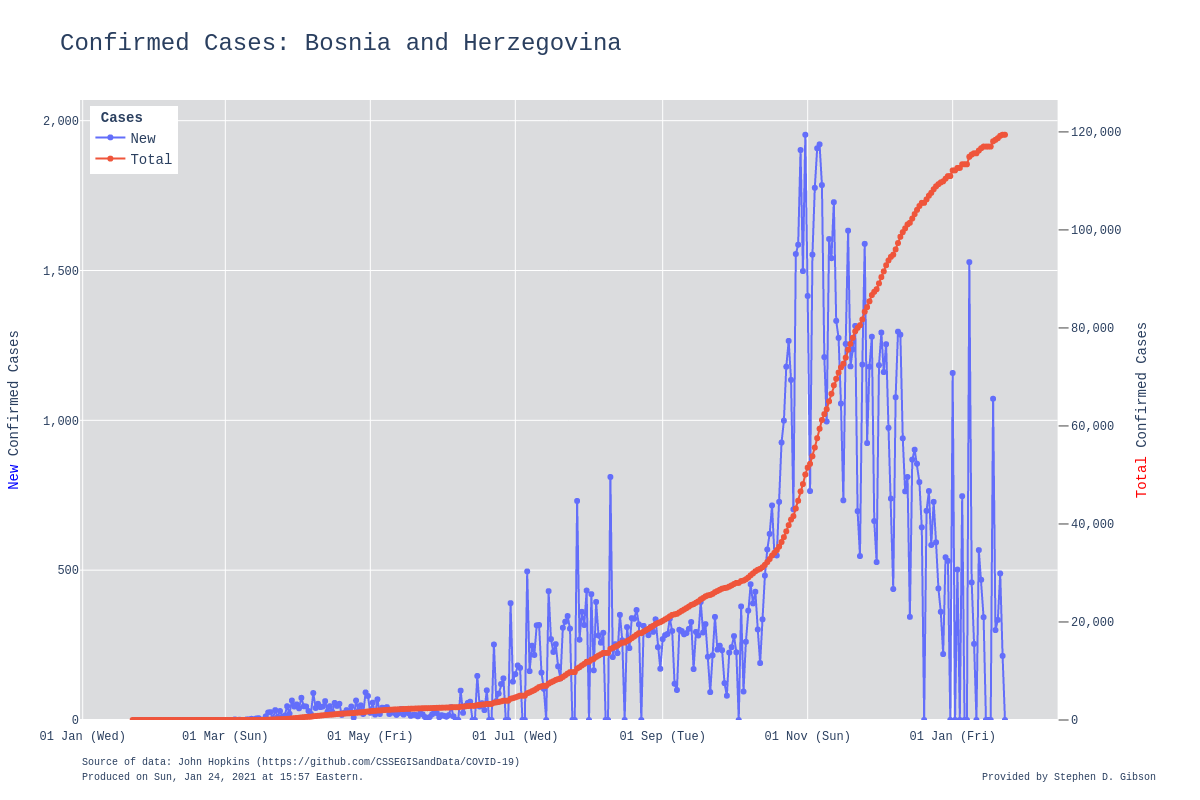 Confirmed Cases: Bosnia and Herzegovina
Cases
New
Total
2,000
1,500
1,000
500
0
120,000
100,000
80,000
60,000
40,000
20,000
0
New Confirmed Cases
Total Confirmed Cases
01 Jan (Wed)
01 Mar (Sun)
01 May (Fri)
01 Jul (Wed)
01 Sep (Tue)
01 Nov (Sun)
01 Jan (Fri)
Source of data: John Hopkins (https://github.com/CSSEGISandData/COVID-19)
Produced on Sun, Jan 24, 2021 at 15:57 Eastern.
Provided by Stephen D. Gibson